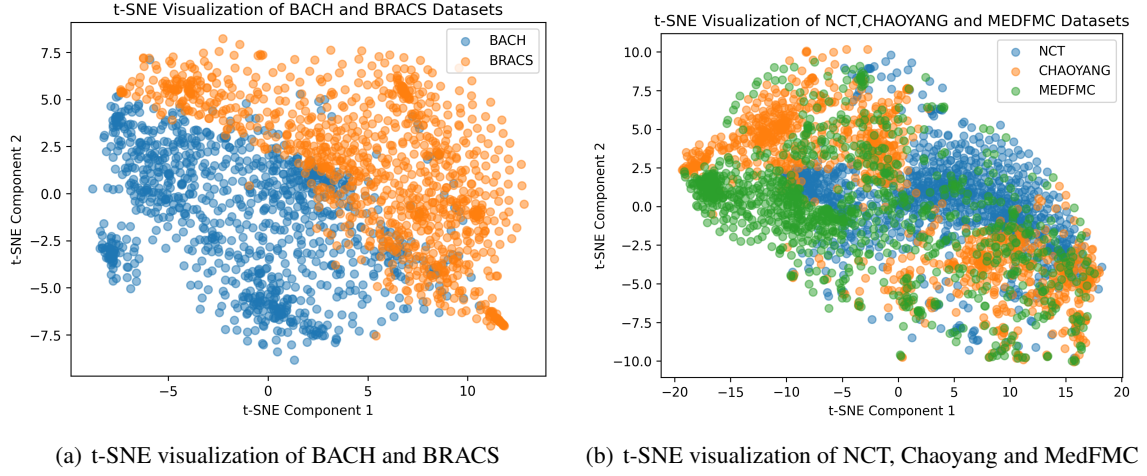 t-SNE Visualization of BACH and BRACS Datasets
BACH
BRACS
7.5
5.0
2.5
0.0
−2.5
−5.0
−7.5
t-SNE Component 2
−5
0
5
10
t-SNE Component 1
(a) t-SNE visualization of BACH and BRACS
t-SNE Visualization of NCT,CHAOYANG and MEDFMC Datasets
NCT
CHAOYANG
MEDFMC
10.0
7.5
5.0
2.5
0.0
−2.5
−5.0
−7.5
−10.0
t-SNE Component 2
−20
−15
−10
−5
0
5
10
15
20
t-SNE Component 1
(b) t-SNE visualization of NCT, Chaoyang and MedFMC